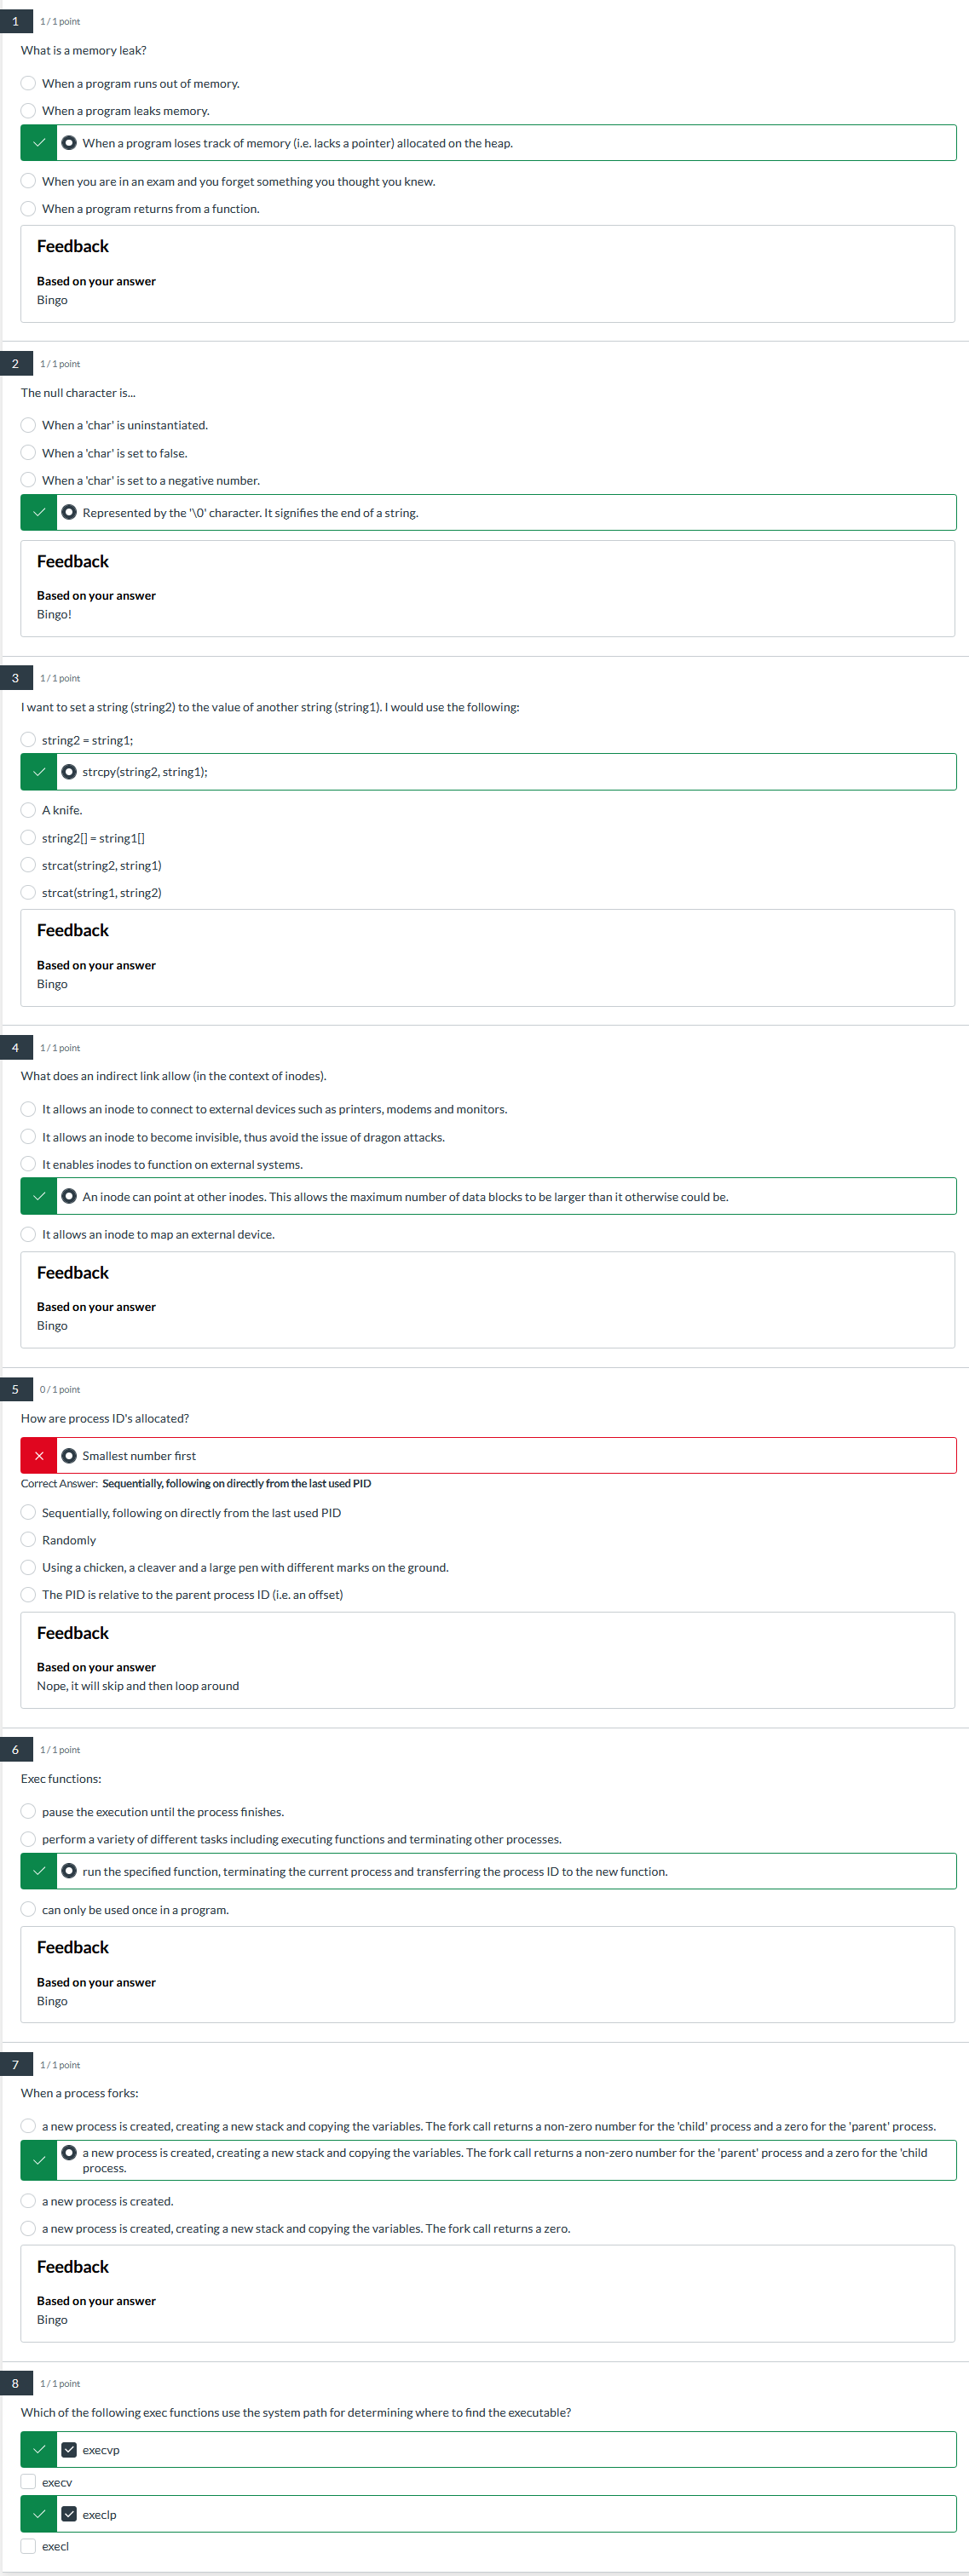 1
1 / 1 point
What is a memory leak?
When a program runs out of memory.
When a program leaks memory.
When a program loses track of memory (i.e. lacks a pointer) allocated on the heap.
When you are in an exam and you forget something you thought you knew.
When a program returns from a function.
Feedback
Based on your answer
Bingo
2
1 / 1 point
The null character is...
When a 'char' is uninstantiated.
When a 'char' is set to false.
When a 'char' is set to a negative number.
Represented by the '\0' character. It signifies the end of a string.
Feedback
Based on your answer
Bingo!
3
1 / 1 point
I want to set a string (string2) to the value of another string (string1). I would use the following:
string2 = string1;
strcpy(string2, string1);
A knife.
string2[] = string1[]
strcat(string2, string1)
strcat(string1, string2)
Feedback
Based on your answer
Bingo
4
1 / 1 point
What does an indirect link allow (in the context of inodes).
It allows an inode to connect to external devices such as printers, modems and monitors.
It allows an inode to become invisible, thus avoid the issue of dragon attacks.
It enables inodes to function on external systems.
An inode can point at other inodes. This allows the maximum number of data blocks to be larger than it otherwise could be.
It allows an inode to map an external device.
Feedback
Based on your answer
Bingo
5
0 / 1 point
How are process ID's allocated?
Smallest number first
Correct Answer: Sequentially, following on directly from the last used PID
Sequentially, following on directly from the last used PID
Randomly
Using a chicken, a cleaver and a large pen with different marks on the ground.
The PID is relative to the parent process ID (i.e. an offset)
Feedback
Based on your answer
Nope, it will skip and then loop around
6
1 / 1 point
Exec functions:
pause the execution until the process finishes.
perform a variety of different tasks including executing functions and terminating other processes.
run the specified function, terminating the current process and transferring the process ID to the new function.
can only be used once in a program.
Feedback
Based on your answer
Bingo
7
1 / 1 point
When a process forks:
a new process is created, creating a new stack and copying the variables. The fork call returns a non-zero number for the 'child' process and a zero for the 'parent' process.
a new process is created, creating a new stack and copying the variables. The fork call returns a non-zero number for the 'parent' process and a zero for the 'child
process.
a new process is created.
a new process is created, creating a new stack and copying the variables. The fork call returns a zero.
Feedback
Based on your answer
Bingo
8
1 / 1 point
Which of the following exec functions use the system path for determining where to find the executable?
execvp
execv
execlp
execl